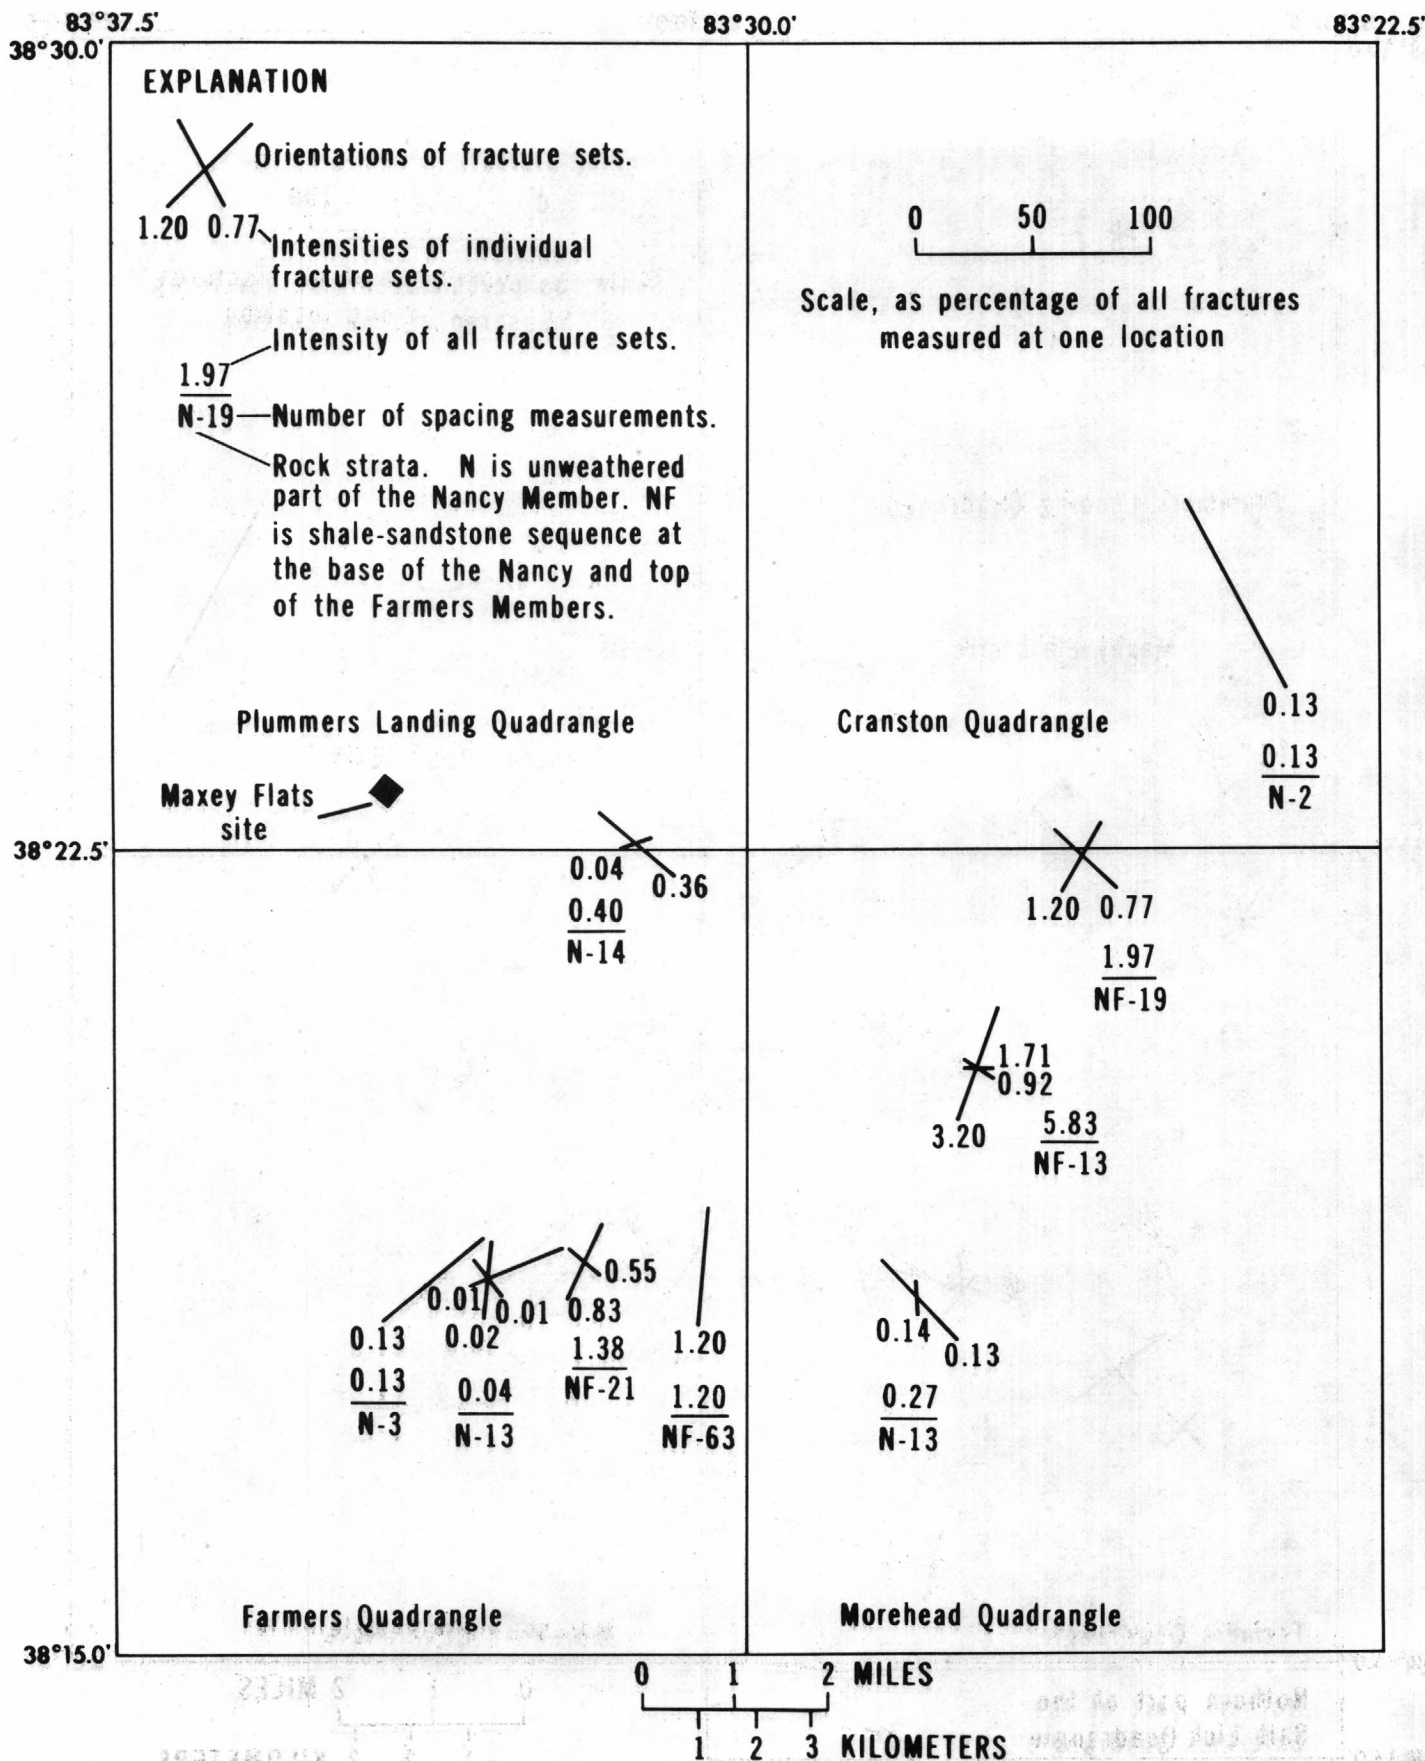 83°37.5' 83°30.0' 83°22.5'
38°30.0'
EXPLANATION
Orientations of fracture sets.
1.20 0.77
Intensities of individual
fracture sets.
Intensity of all fracture sets.
1.97
N-19
Number of spacing measurements.
Rock strata. N is unweathered
part of the Nancy Member. NF
is shale-sandstone sequence at
the base of the Nancy and top
of the Farmers Members.
0 50 100
Scale, as percentage of all fractures
measured at one location
Plummers Landing Quadrangle
Cranston Quadrangle
0.13
0.13
N-2
Maxey Flats
site
38°22.5'
0.04
0.36
0.40
N-14
1.20 0.77
1.97
NF-19
1.71
0.92
3.20
5.83
NF-13
0.13
0.13
N-3
0.01
0.01
0.02
0.04
N-13
0.55
0.83
1.38
NF-21
1.20
1.20
NF-63
0.14
0.13
0.27
N-13
Farmers Quadrangle
Morehead Quadrangle
38°15.0'
0 1 2 MILES
1 2 3 KILOMETERS